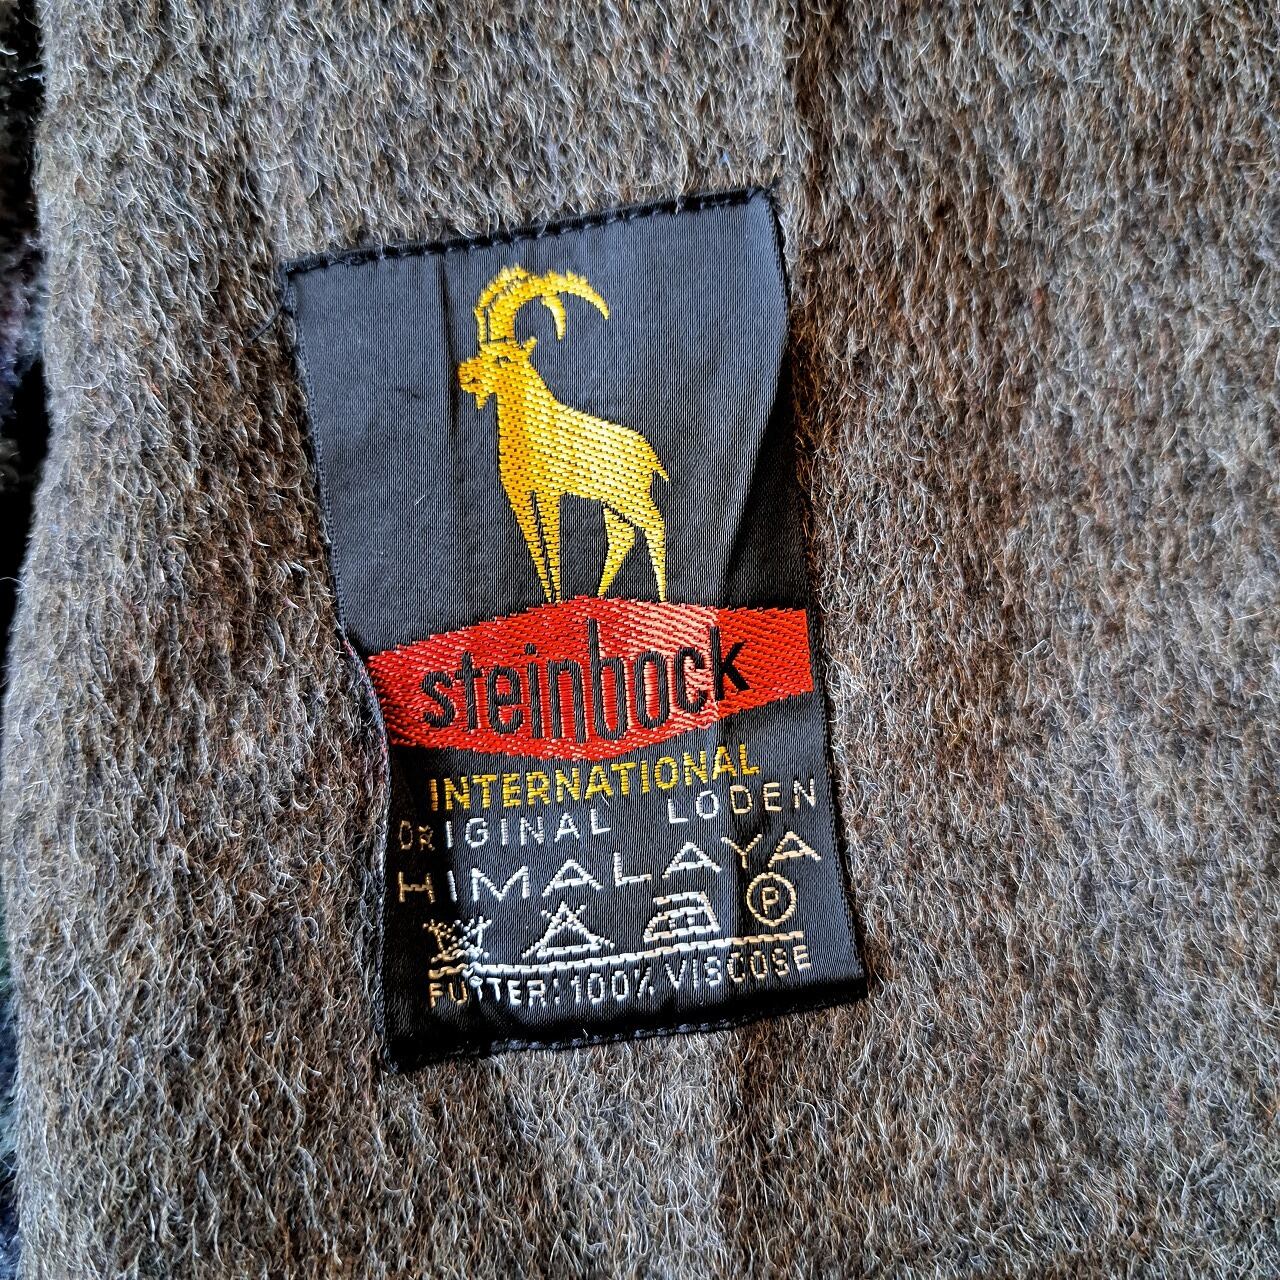 steinbock
INTERNATIONAL
ORIGINAL LODEN
HIMALAYA
P
FUTTER: 100% VISCOSE